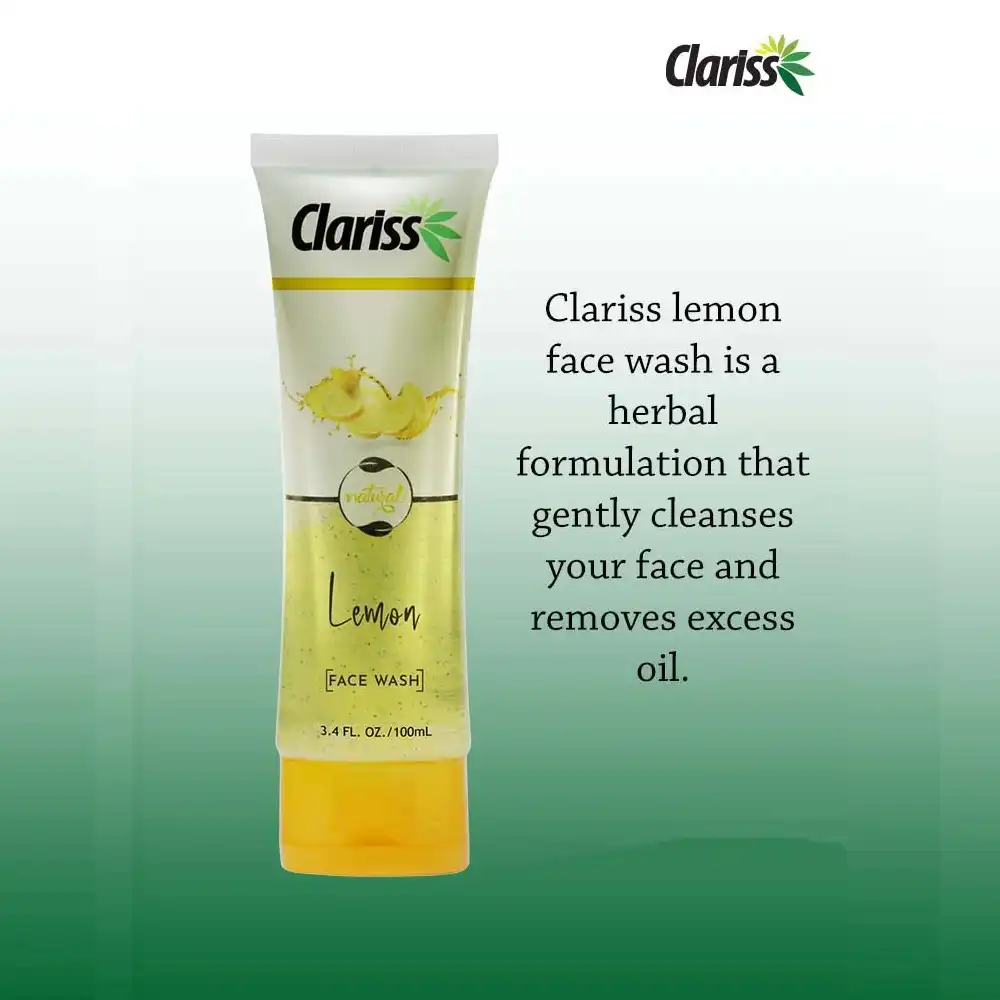 Clariss
Clariss
natural
Lemon
[FACE WASH]
3.4 FL. OZ./100mL
Clariss lemon
face wash is a
herbal
formulation that
gently cleanses
your face and
removes excess
oil.